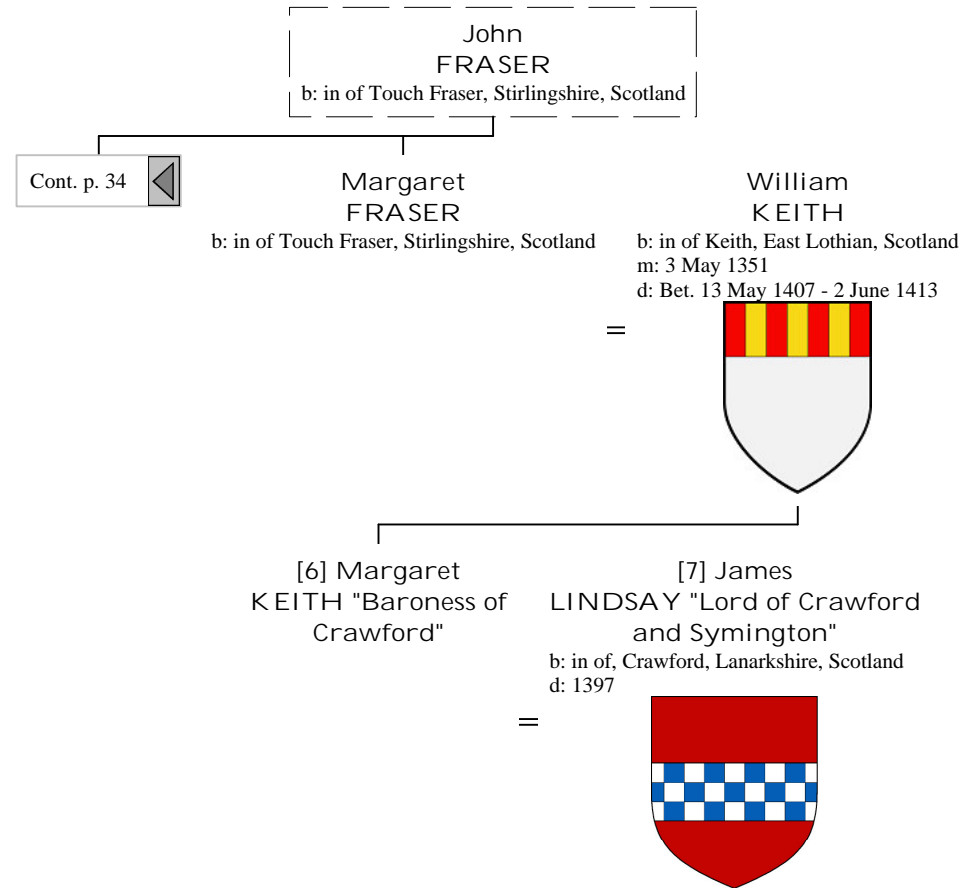 John
FRASER
b: in of Touch Fraser, Stirlingshire, Scotland
Cont. p. 34
Margaret
FRASER
b: in of Touch Fraser, Stirlingshire, Scotland
William
KEITH
b: in of Keith, East Lothian, Scotland
m: 3 May 1351
d: Bet. 13 May 1407 - 2 June 1413
=
[6] Margaret
KEITH "Baroness of
Crawford"
[7] James
LINDSAY "Lord of Crawford
and Symington"
b: in of, Crawford, Lanarkshire, Scotland
d: 1397
=